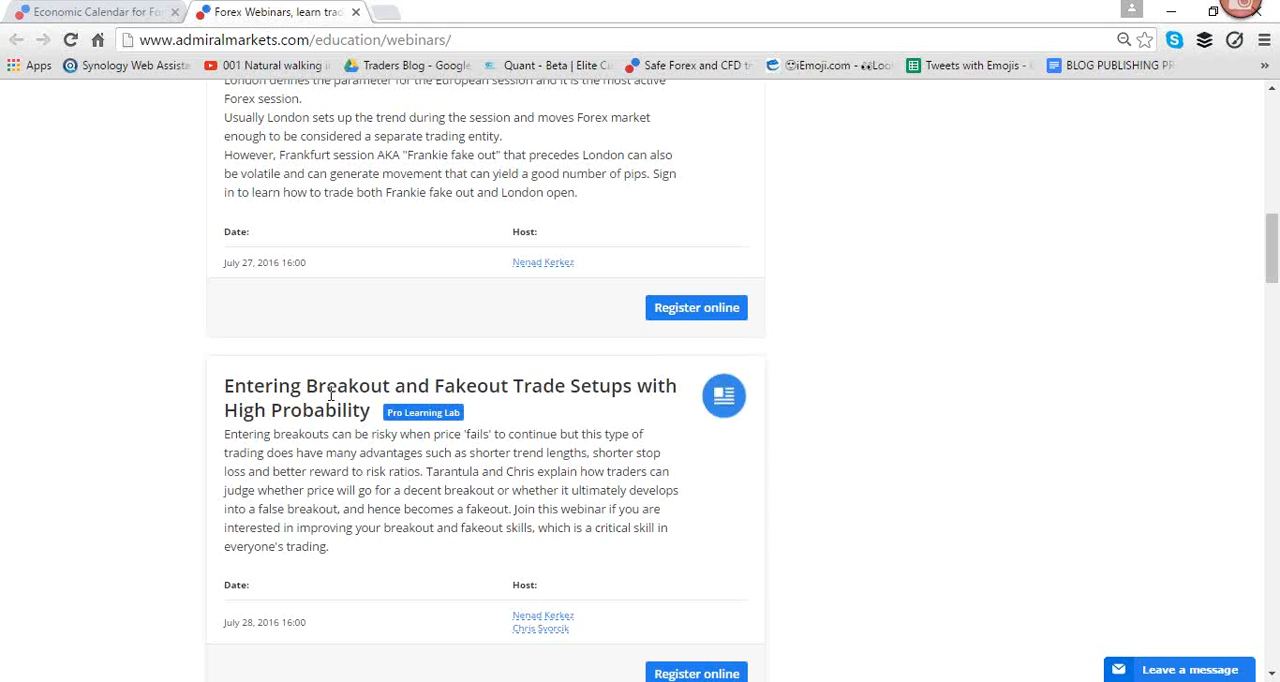 Economic Calendar for Fo
Forex Webinars, learn trad
www.admiralmarkets.com/education/webinars/
Apps
Synology Web Assista
001 Natural walking
Traders Blog - Google
Quant - Beta | Elite
Safe Forex and CFD tr
iEmoji.com -
Tweets with Emojis -
BLOG PUBLISHING PR
»
London defines the parameter for the European session and it is the most active
Forex session.
Usually London sets up the trend during the session and moves Forex market
enough to be considered a separate trading entity.
However, Frankfurt session AKA "Frankie fake out" that precedes London can also
be volatile and can generate movement that can yield a good number of pips. Sign
in to learn how to trade both Frankie fake out and London open.
Date:
Host:
July 27, 2016 16:00
Nenad Kerkez
Register online
Entering Breakout and Fakeout Trade Setups with
High Probability Pro Learning Lab
Entering breakouts can be risky when price 'fails' to continue but this type of
trading does have many advantages such as shorter trend lengths, shorter stop
loss and better reward to risk ratios. Tarantula and Chris explain how traders can
judge whether price will go for a decent breakout or whether it ultimately develops
into a false breakout, and hence becomes a fakeout. Join this webinar if you are
interested in improving your breakout and fakeout skills, which is a critical skill in
everyone's trading.
Date:
Host:
July 28, 2016 16:00
Nenad Kerkez
Chris Svorcik
Register online
Leave a message